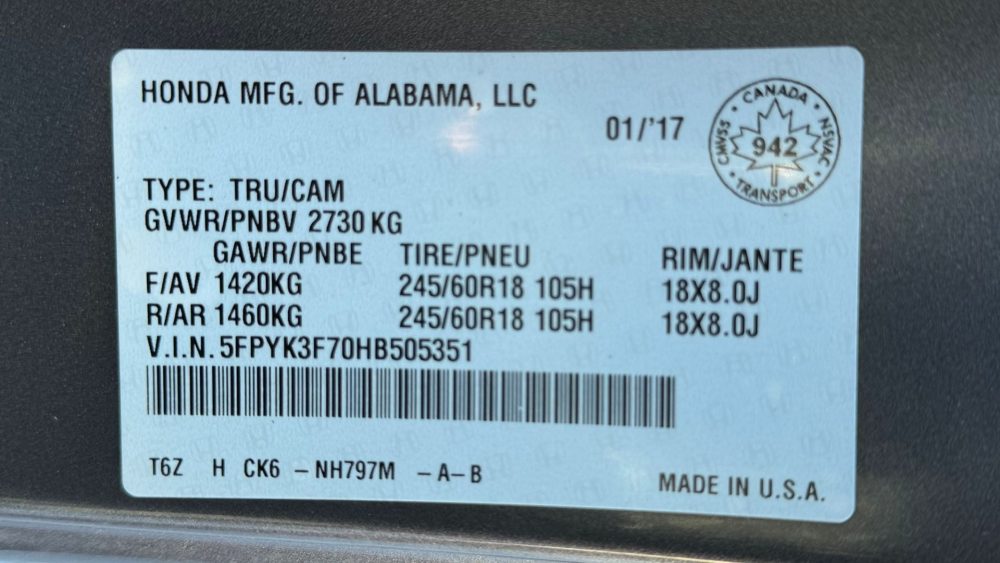 HONDA MFG. OF ALABAMA, LLC
01/'17
CANADA
CMVSS 942 NSVAC
TRANSPORT
TYPE: TRU/CAM
GVWR/PNBV 2730 KG
GAWR/PNBE TIRE/PNEU RIM/JANTE
F/AV 1420KG 245/60R18 105H 18X8.0J
R/AR 1460KG 245/60R18 105H 18X8.0J
V.I.N. 5FPYK3F70HB505351
T6Z H CK6 – NH797M – A – B
MADE IN U.S.A.